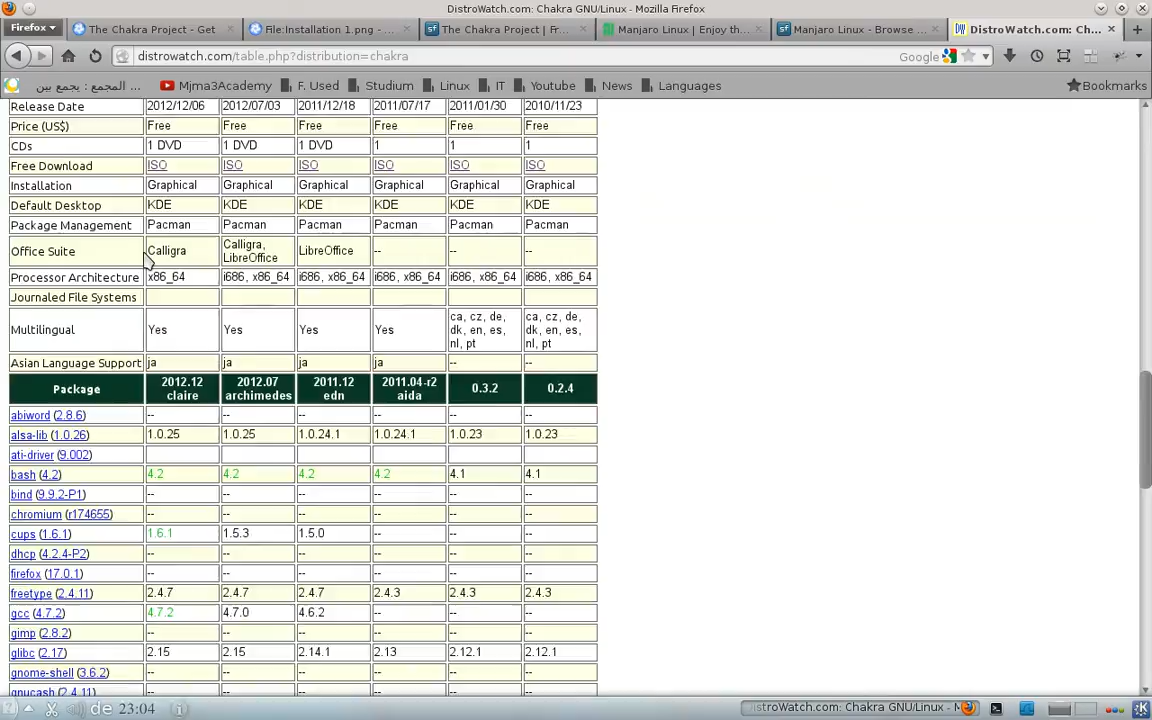 DistroWatch.com: Chakra GNU/Linux - Mozilla Firefox
Firefox
The Chakra Project - Get
File:Installation 1.png - ...
The Chakra Project | Fr...
Manjaro Linux | Enjoy th...
Manjaro Linux - Browse ...
DistroWatch.com: Ch...
distrowatch.com/table.php?distribution=chakra
Google
المجمع : يجمع بين ...
Mjma3Academy
F. Used
Studium
Linux
IT
Youtube
News
Languages
Bookmarks
Release Date 2012/12/06 2012/07/03 2011/12/18 2011/07/17 2011/01/30 2010/11/23
Price (US$) Free Free Free Free Free Free
CDs 1 DVD 1 DVD 1 DVD 1 1 1
Free Download ISO ISO ISO ISO ISO ISO
Installation Graphical Graphical Graphical Graphical Graphical Graphical
Default Desktop KDE KDE KDE KDE KDE KDE
Package Management Pacman Pacman Pacman Pacman Pacman Pacman
Office Suite Calligra Calligra, LibreOffice LibreOffice -- -- --
Processor Architecture x86_64 i686, x86_64 i686, x86_64 i686, x86_64 i686, x86_64 i686, x86_64
Journaled File Systems
Multilingual Yes Yes Yes Yes ca, cz, de, dk, en, es, nl, pt ca, cz, de, dk, en, es, nl, pt
Asian Language Support ja ja ja ja -- --
Package 2012.12 claire 2012.07 archimedes 2011.12 edn 2011.04-r2 aida 0.3.2 0.2.4
abiword (2.8.6) -- -- -- -- -- --
alsa-lib (1.0.26) 1.0.25 1.0.25 1.0.24.1 1.0.24.1 1.0.23 1.0.23
ati-driver (9.002)
bash (4.2) 4.2 4.2 4.2 4.2 4.1 4.1
bind (9.9.2-P1) -- -- -- -- -- --
chromium (r174655) -- -- -- -- -- --
cups (1.6.1) 1.6.1 1.5.3 1.5.0 -- -- --
dhcp (4.2.4-P2) -- -- -- -- -- --
firefox (17.0.1) -- -- -- -- -- --
freetype (2.4.11) 2.4.7 2.4.7 2.4.7 2.4.3 2.4.3 2.4.3
gcc (4.7.2) 4.7.2 4.7.0 4.6.2 -- -- --
gimp (2.8.2) -- -- -- -- -- --
glibc (2.17) 2.15 2.15 2.14.1 2.13 2.12.1 2.12.1
gnome-shell (3.6.2) -- -- -- -- -- --
gnucash (2.4.11) -- -- -- -- -- --
de 23:04
DistroWatch.com: Chakra GNU/Linux - M